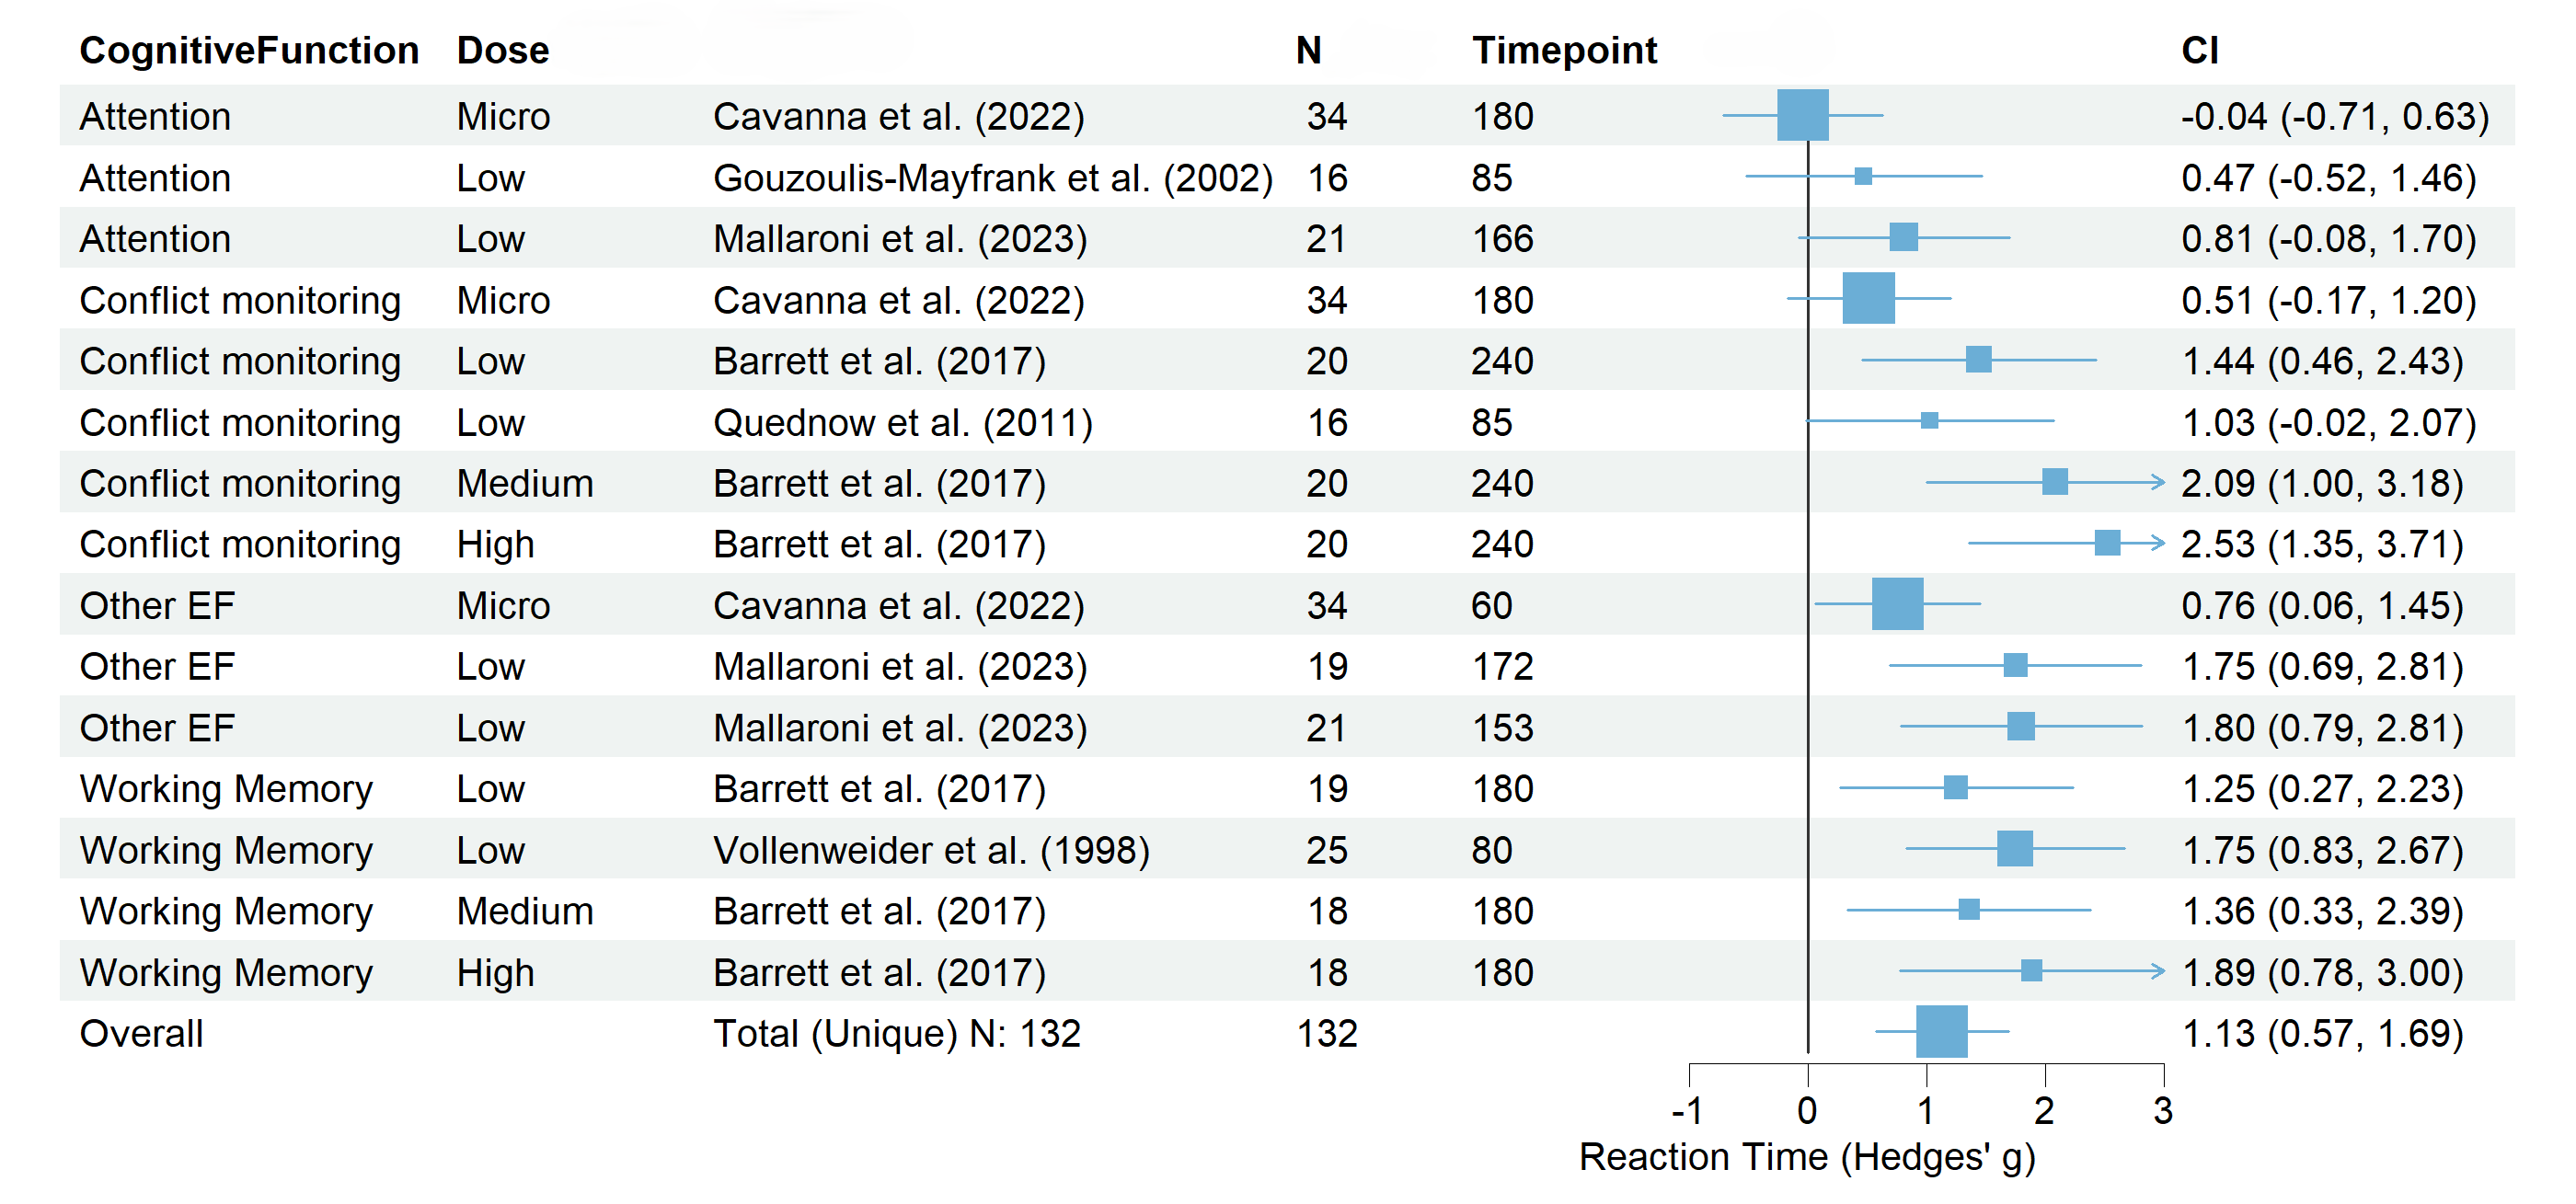 CognitiveFunction Dose N Timepoint CI
Attention Micro Cavanna et al. (2022) 34 180 -0.04 (-0.71, 0.63)
Attention Low Gouzoulis-Mayfrank et al. (2002) 16 85 0.47 (-0.52, 1.46)
Attention Low Mallaroni et al. (2023) 21 166 0.81 (-0.08, 1.70)
Conflict monitoring Micro Cavanna et al. (2022) 34 180 0.51 (-0.17, 1.20)
Conflict monitoring Low Barrett et al. (2017) 20 240 1.44 (0.46, 2.43)
Conflict monitoring Low Quednow et al. (2011) 16 85 1.03 (-0.02, 2.07)
Conflict monitoring Medium Barrett et al. (2017) 20 240 2.09 (1.00, 3.18)
Conflict monitoring High Barrett et al. (2017) 20 240 2.53 (1.35, 3.71)
Other EF Micro Cavanna et al. (2022) 34 60 0.76 (0.06, 1.45)
Other EF Low Mallaroni et al. (2023) 19 172 1.75 (0.69, 2.81)
Other EF Low Mallaroni et al. (2023) 21 153 1.80 (0.79, 2.81)
Working Memory Low Barrett et al. (2017) 19 180 1.25 (0.27, 2.23)
Working Memory Low Vollenweider et al. (1998) 25 80 1.75 (0.83, 2.67)
Working Memory Medium Barrett et al. (2017) 18 180 1.36 (0.33, 2.39)
Working Memory High Barrett et al. (2017) 18 180 1.89 (0.78, 3.00)
Overall Total (Unique) N: 132 132 1.13 (0.57, 1.69)
-1 0 1 2 3
Reaction Time (Hedges' g)